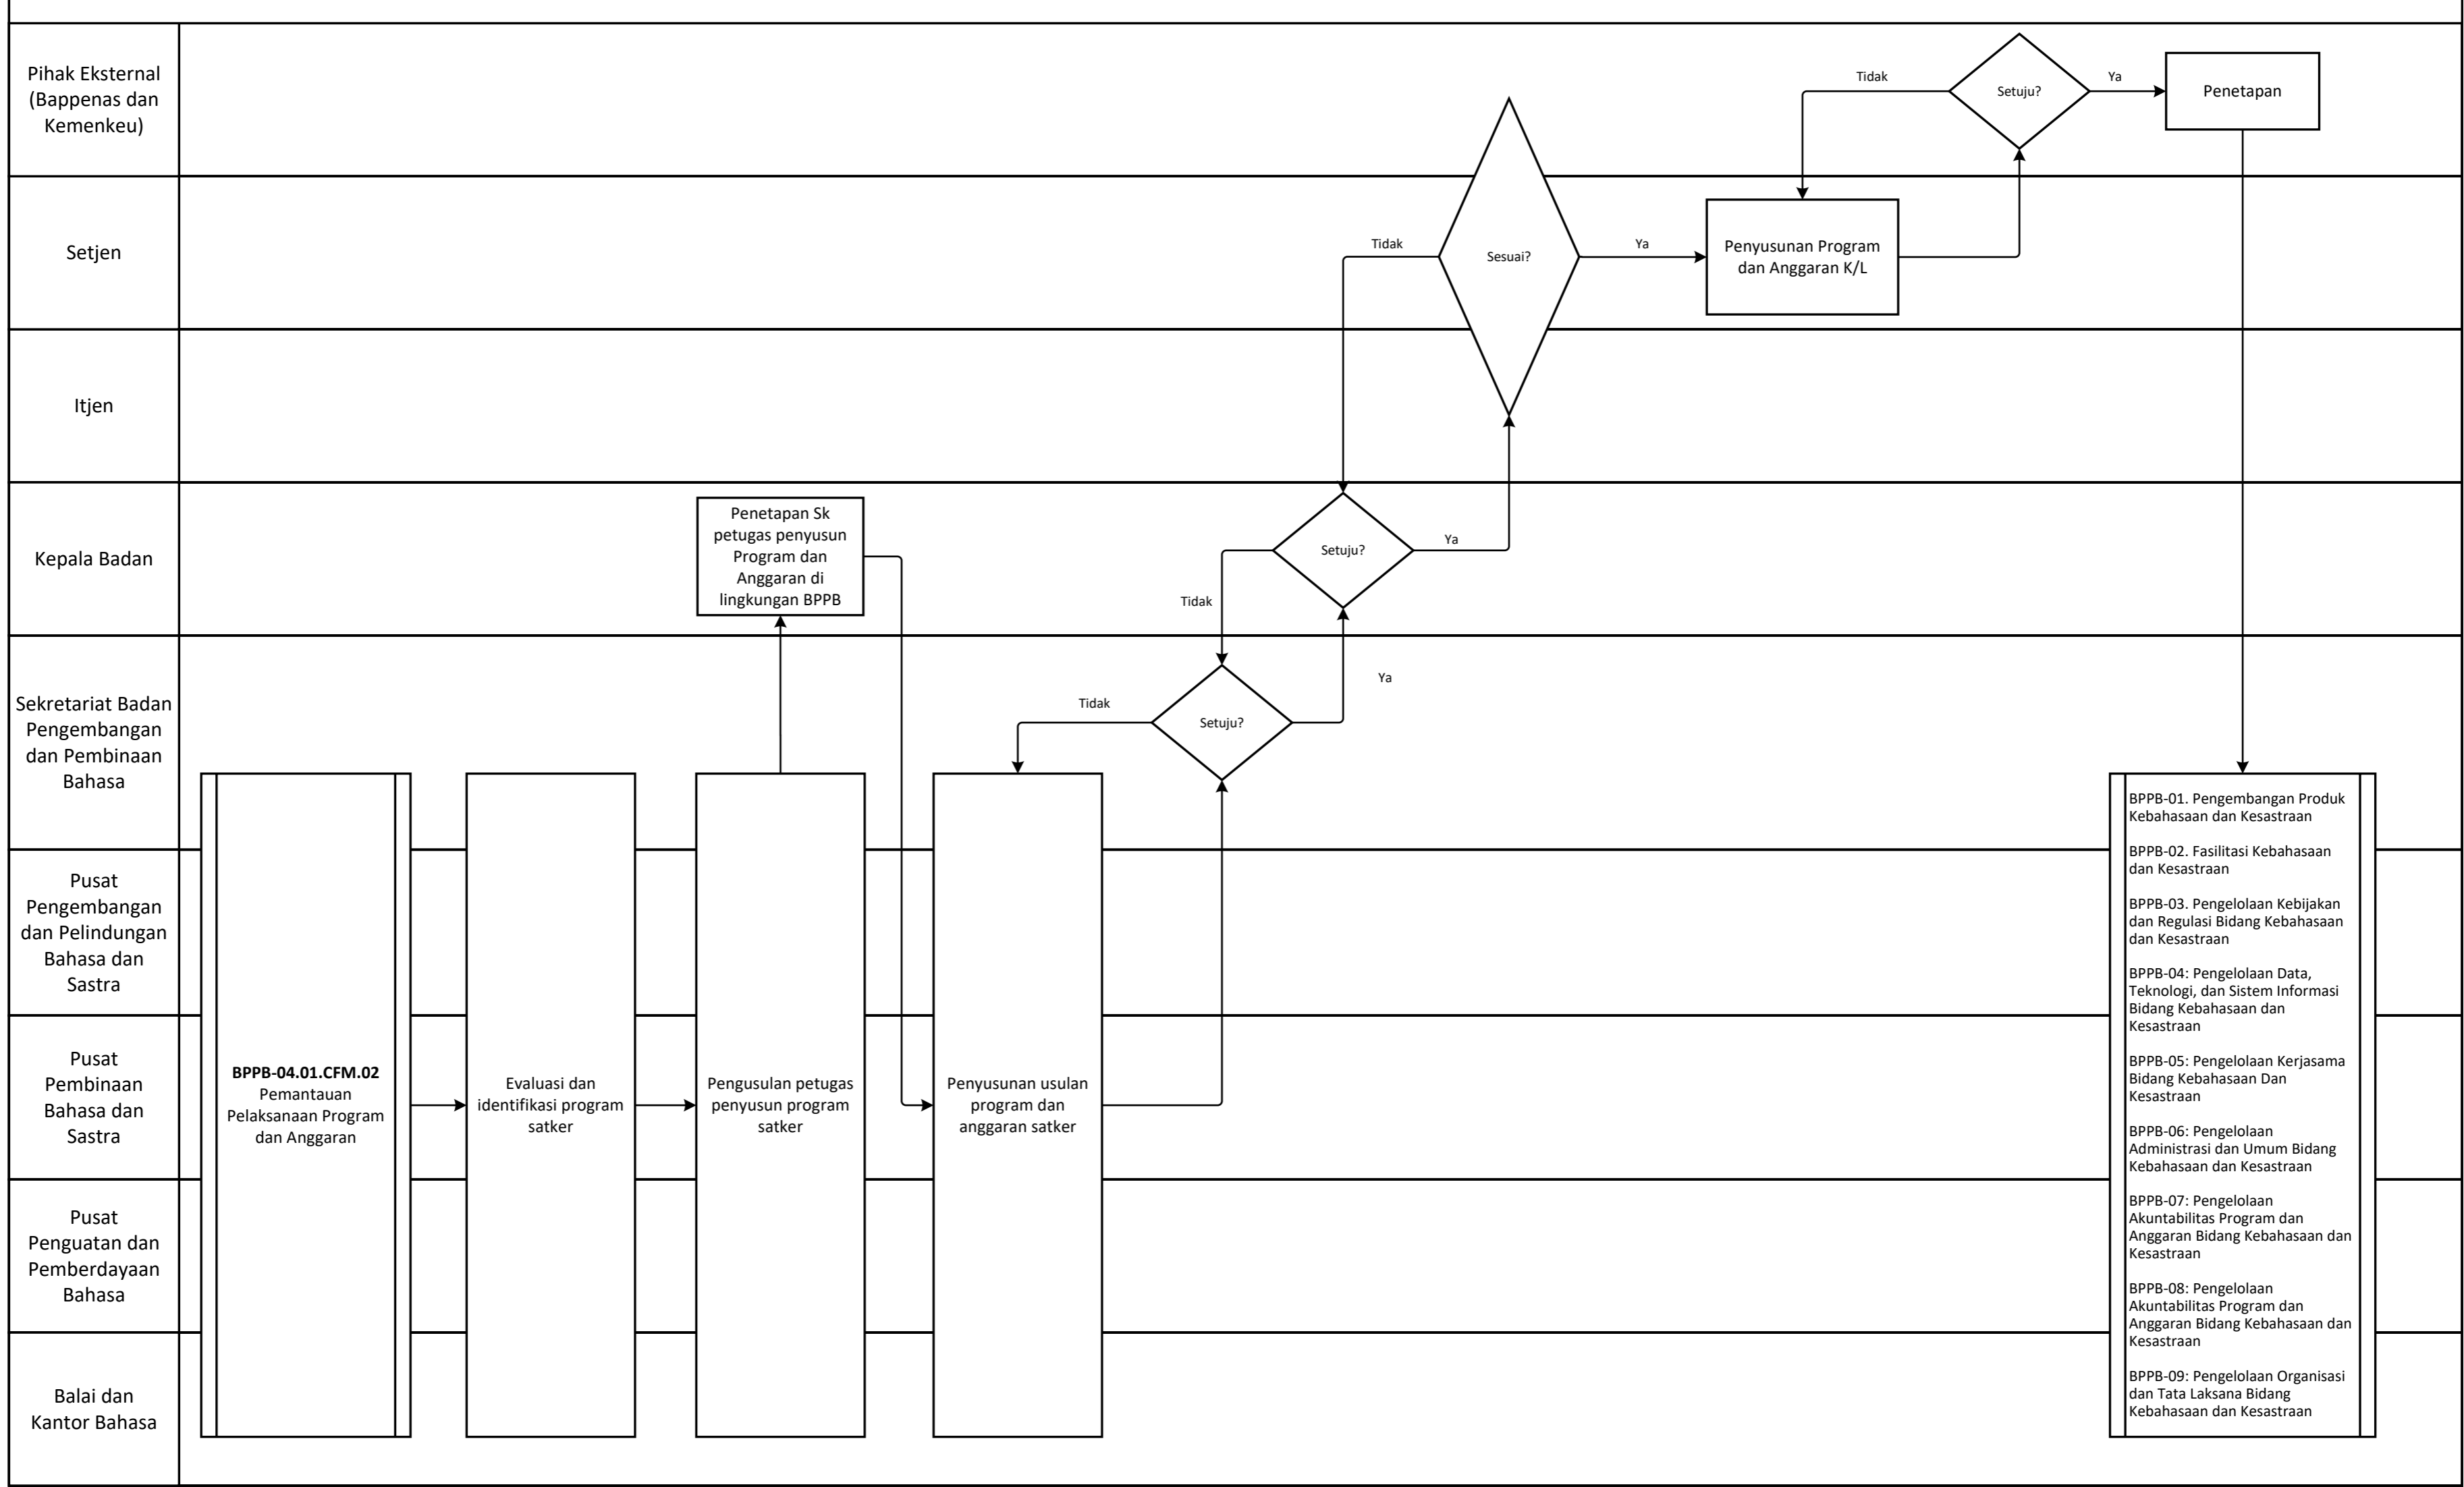 Pihak Eksternal
(Bappenas dan
Kemenkeu)
Tidak
Setuju?
Ya
Penetapan
Setjen
Tidak
Sesuai?
Ya
Penyusunan Program
dan Anggaran K/L
Itjen
Kepala Badan
Penetapan Sk
petugas penyusun
Program dan
Anggaran di
lingkungan BPPB
Setuju?
Ya
Tidak
Sekretariat Badan
Pengembangan
dan Pembinaan
Bahasa
Tidak
Setuju?
Ya
Pusat
Pengembangan
dan Pelindungan
Bahasa dan
Sastra
Pusat
Pembinaan
Bahasa dan
Sastra
Pusat
Penguatan dan
Pemberdayaan
Bahasa
Balai dan
Kantor Bahasa
BPPB-04.01.CFM.02
Pemantauan
Pelaksanaan Program
dan Anggaran
Evaluasi dan
identifikasi program
satker
Pengusulan petugas
penyusun program
satker
Penyusunan usulan
program dan
anggaran satker
BPPB-01. Pengembangan Produk
Kebahasaan dan Kesastraan
BPPB-02. Fasilitasi Kebahasaan
dan Kesastraan
BPPB-03. Pengelolaan Kebijakan
dan Regulasi Bidang Kebahasaan
dan Kesastraan
BPPB-04: Pengelolaan Data,
Teknologi, dan Sistem Informasi
Bidang Kebahasaan dan
Kesastraan
BPPB-05: Pengelolaan Kerjasama
Bidang Kebahasaan Dan
Kesastraan
BPPB-06: Pengelolaan
Administrasi dan Umum Bidang
Kebahasaan dan Kesastraan
BPPB-07: Pengelolaan
Akuntabilitas Program dan
Anggaran Bidang Kebahasaan dan
Kesastraan
BPPB-08: Pengelolaan
Akuntabilitas Program dan
Anggaran Bidang Kebahasaan dan
Kesastraan
BPPB-09: Pengelolaan Organisasi
dan Tata Laksana Bidang
Kebahasaan dan Kesastraan